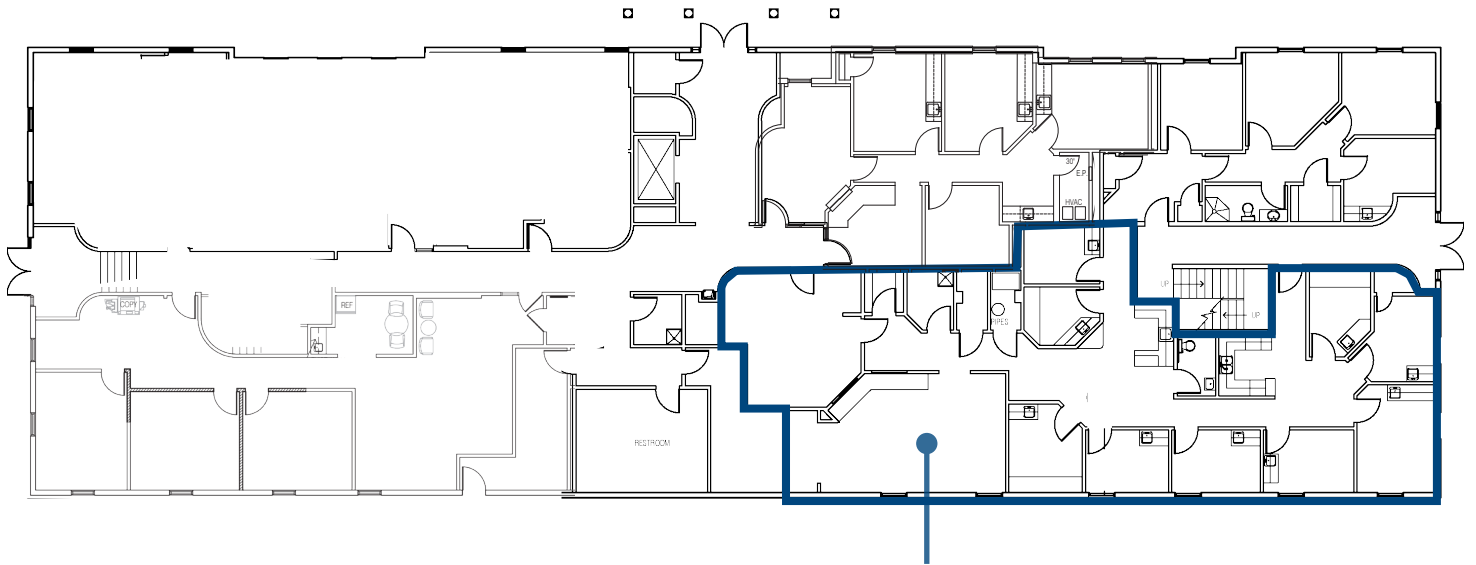 30'
E.P.
HVAC
UP
COPY
REF
PIPES
UP
RESTROOM